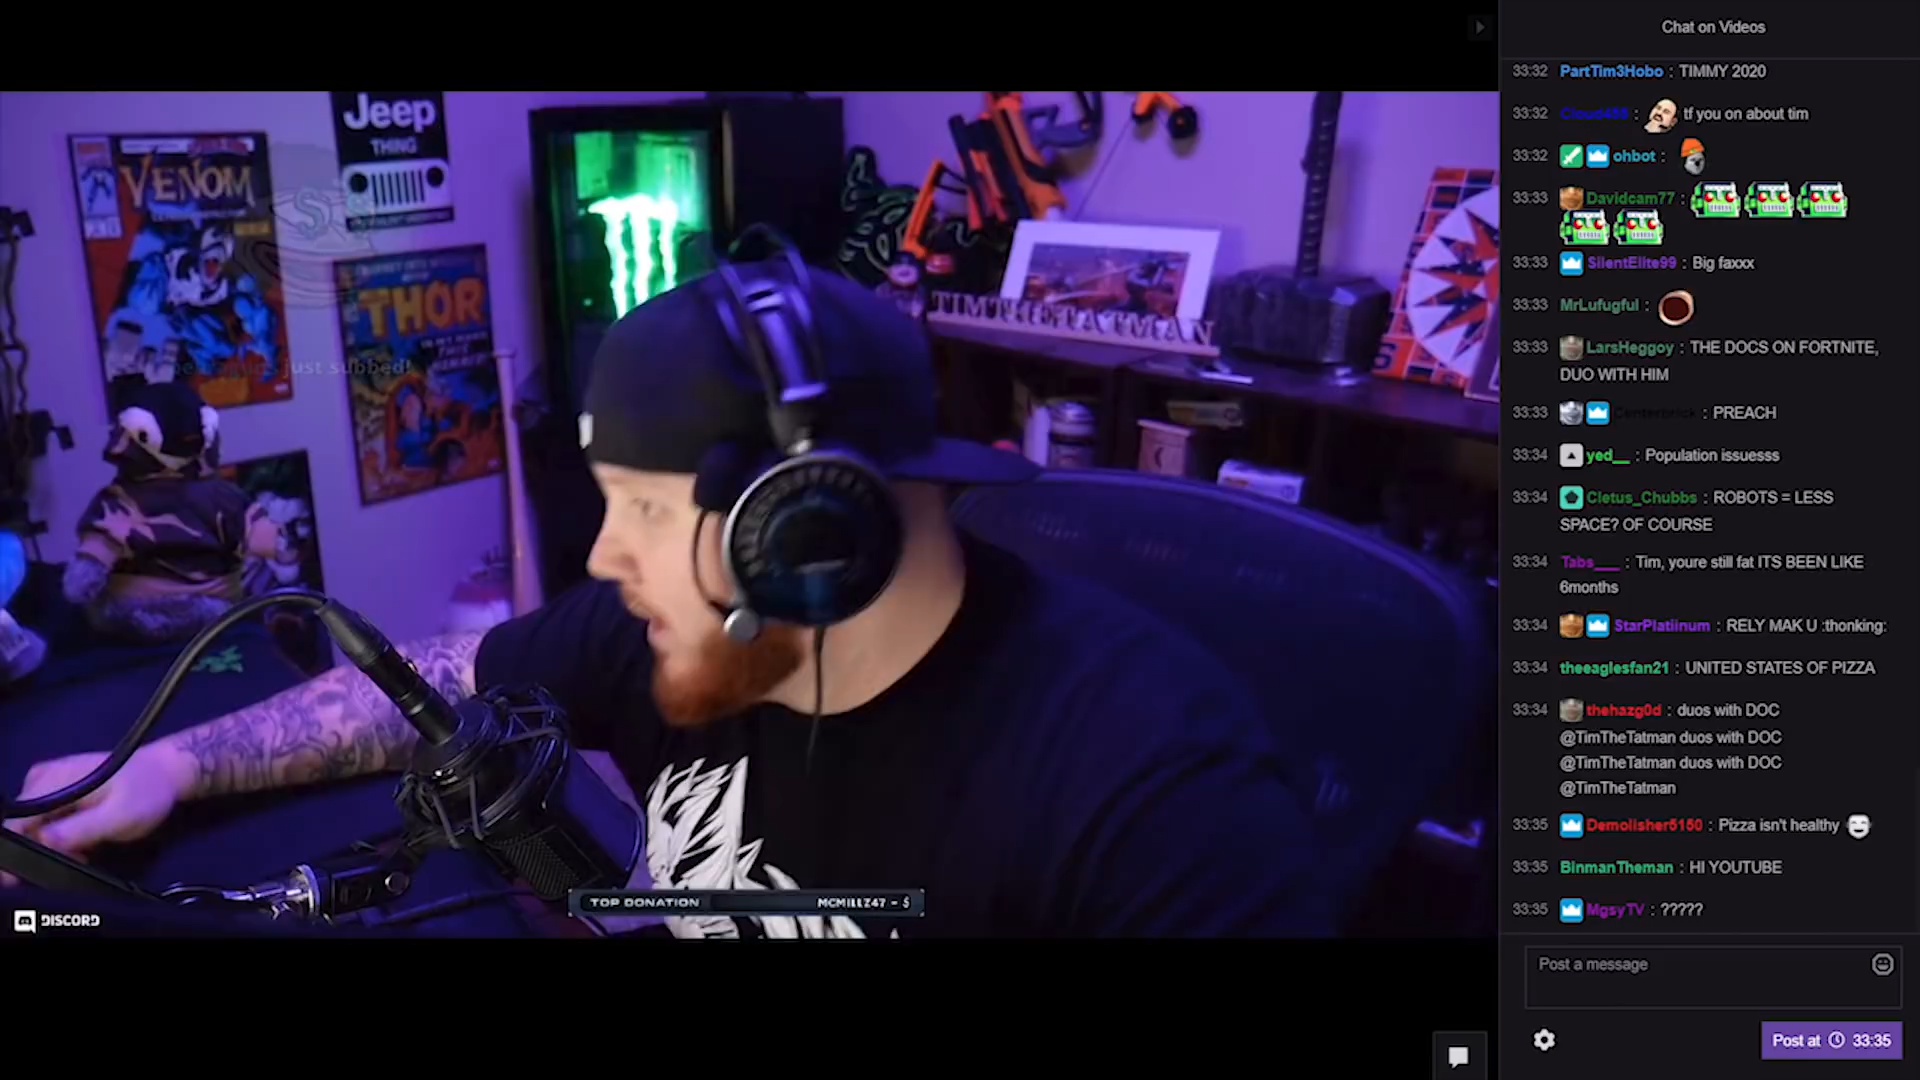 Chat on Videos
33:32 PartTim3Hobo : TIMMY 2020
33:32 Cloud455 : tf you on about tim
33:32 ohbot :
33:33 Davidcam77 :
33:33 SilentElite99 : Big faxxx
33:33 MrLufugful :
33:33 LarsHeggoy : THE DOCS ON FORTNITE,
DUO WITH HIM
33:33 Centerbrick : PREACH
33:34 yed__ : Population issuesss
33:34 Cletus_Chubbs : ROBOTS = LESS
SPACE? OF COURSE
33:34 Tabs___ : Tim, youre still fat ITS BEEN LIKE
6months
33:34 StarPlatiinum : RELY MAK U :thonking:
33:34 theeaglesfan21 : UNITED STATES OF PIZZA
33:34 thehazg0d : duos with DOC
@TimTheTatman duos with DOC
@TimTheTatman duos with DOC
@TimTheTatman
33:35 Demolisher5150 : Pizza isn't healthy
33:35 BinmanTheman : HI YOUTUBE
33:35 MgsyTV : ?????
Post a message
Post at 33:35
Jeep
THING
VENOM
THOR
just subbed!
TIMTHETATMAN
TOP DONATION MCMILLZ47 - $
DISCORD